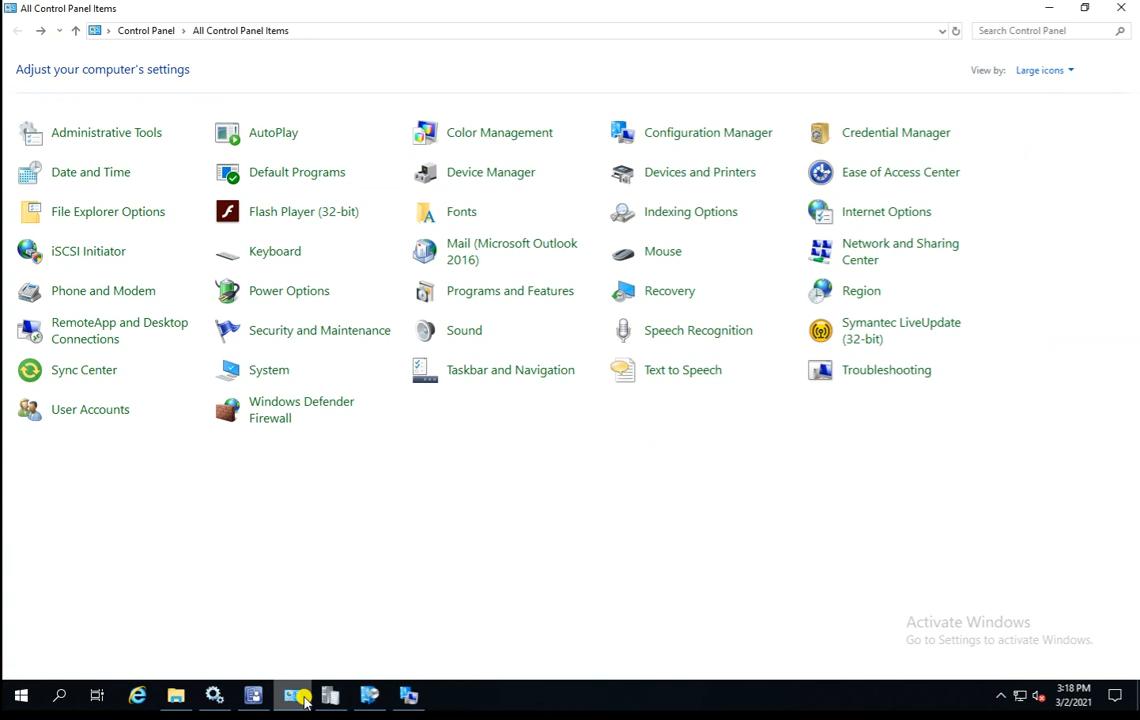 All Control Panel Items
Control Panel > All Control Panel Items
Search Control Panel
Adjust your computer's settings
View by: Large icons
Administrative Tools
AutoPlay
Color Management
Configuration Manager
Credential Manager
Date and Time
Default Programs
Device Manager
Devices and Printers
Ease of Access Center
File Explorer Options
Flash Player (32-bit)
Fonts
Indexing Options
Internet Options
iSCSI Initiator
Keyboard
Mail (Microsoft Outlook
2016)
Mouse
Network and Sharing
Center
Phone and Modem
Power Options
Programs and Features
Recovery
Region
RemoteApp and Desktop
Connections
Security and Maintenance
Sound
Speech Recognition
Symantec LiveUpdate
(32-bit)
Sync Center
System
Taskbar and Navigation
Text to Speech
Troubleshooting
User Accounts
Windows Defender
Firewall
Activate Windows
Go to Settings to activate Windows.
3:18 PM
3/2/2021